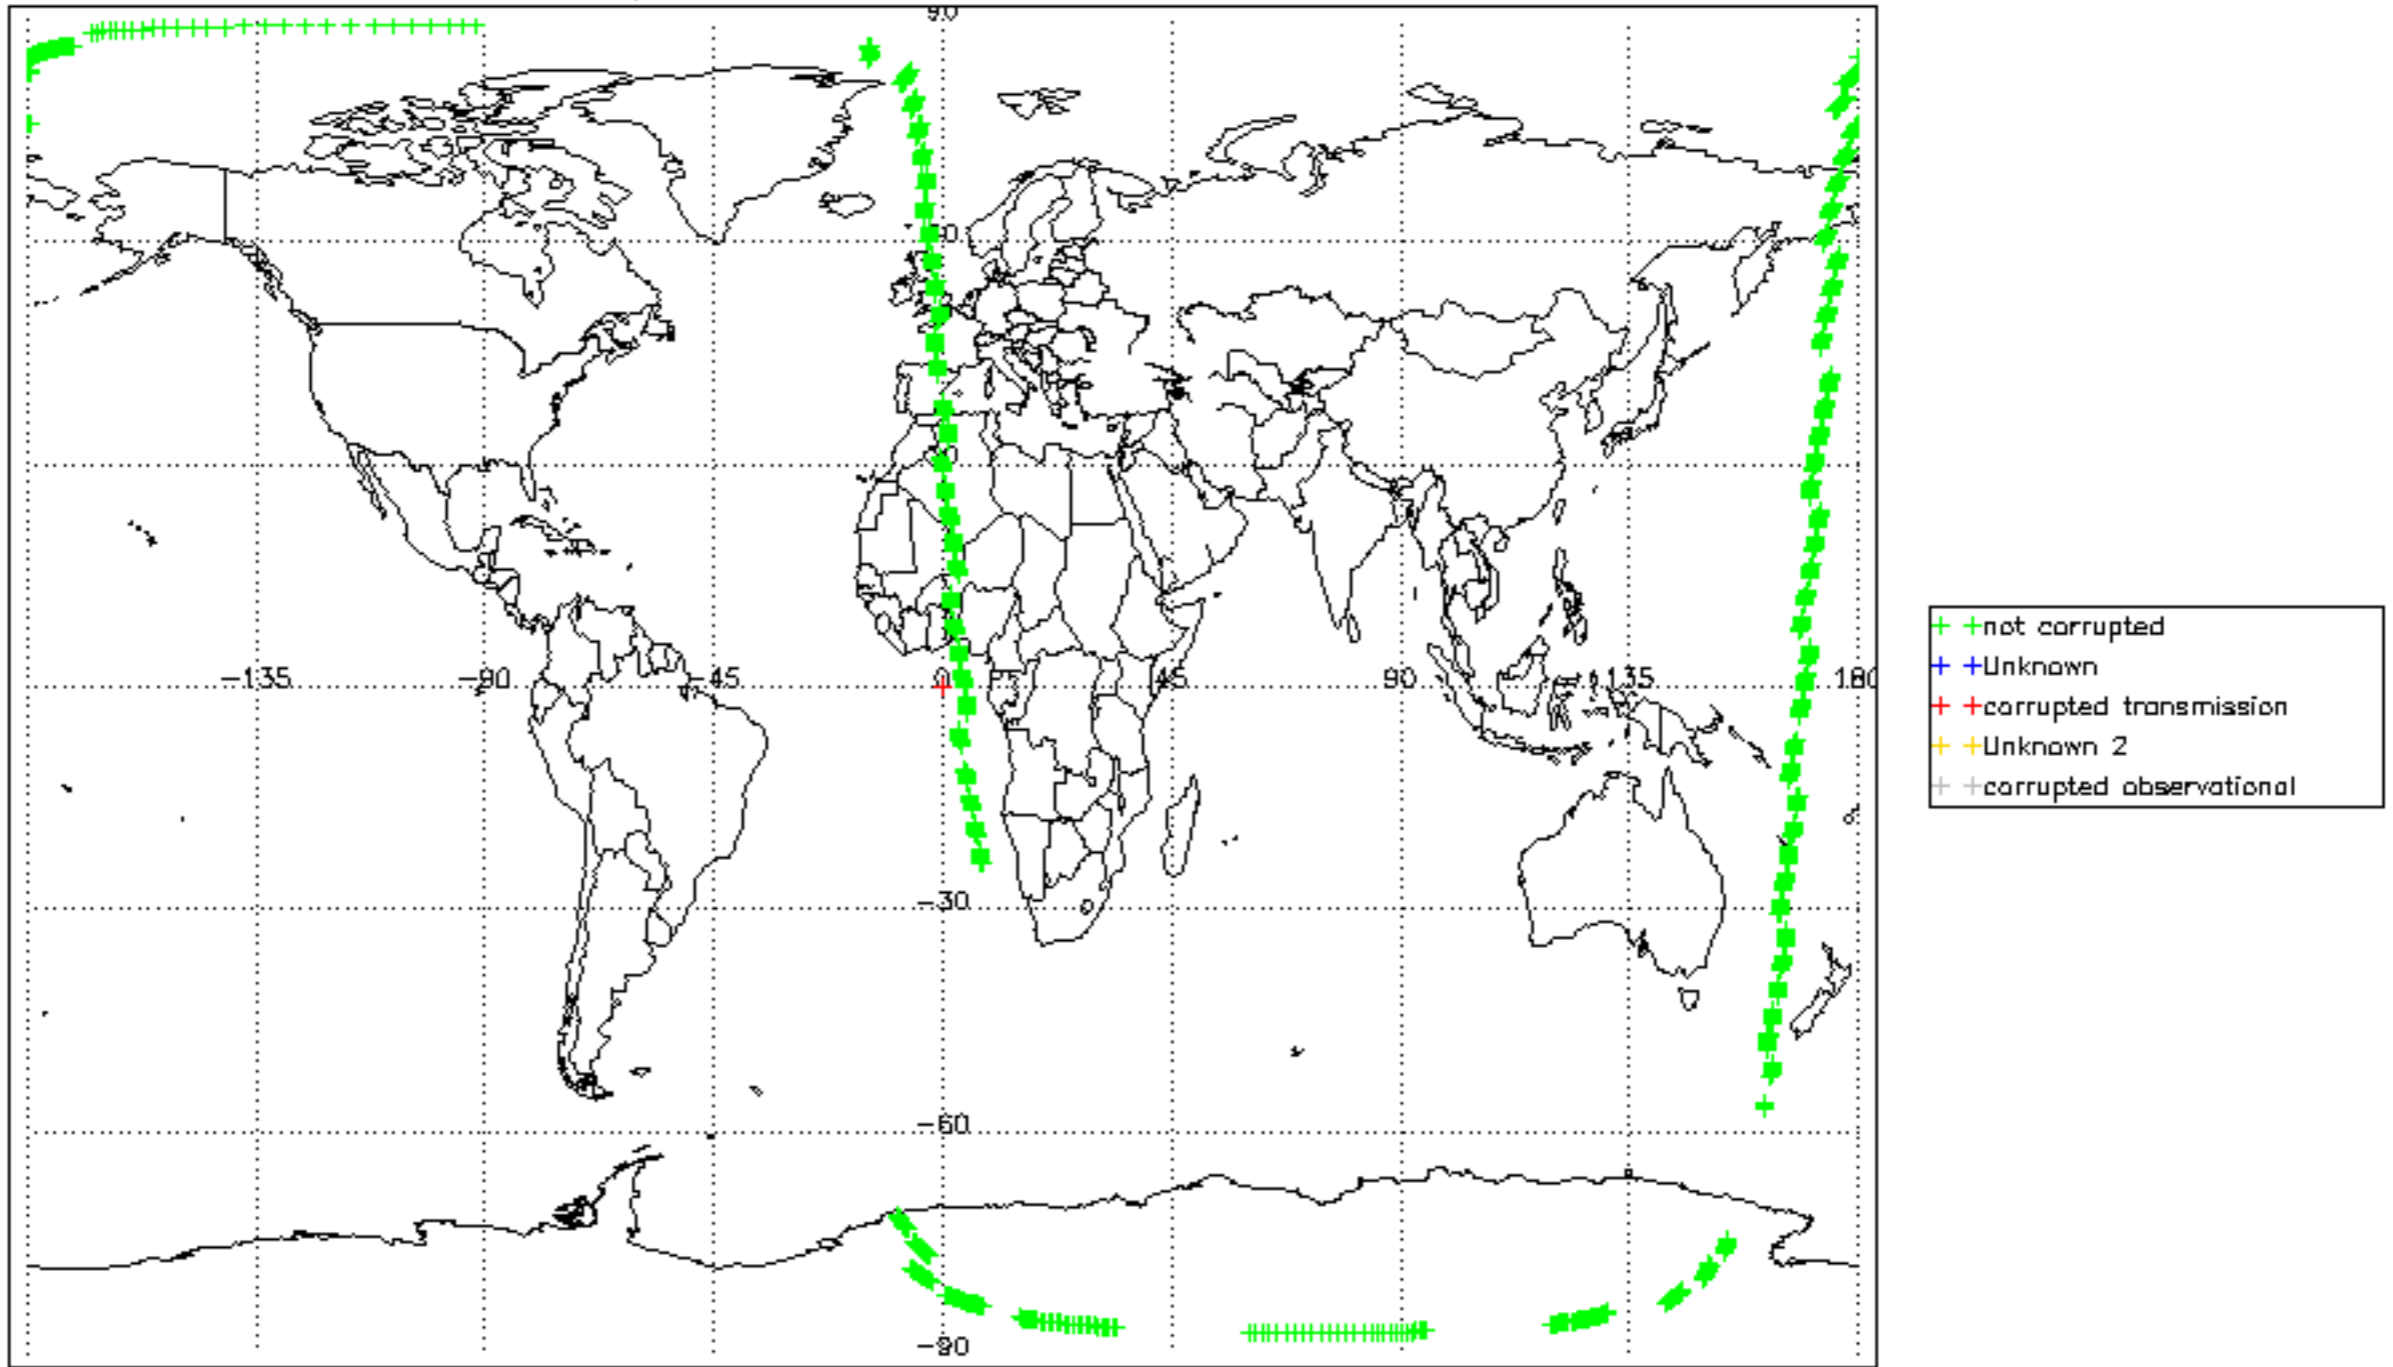 90
-135 -90 -45 0 45 90 135 180
-30
-60
-90
not corrupted
Unknown
corrupted transmission
Unknown 2
corrupted observational